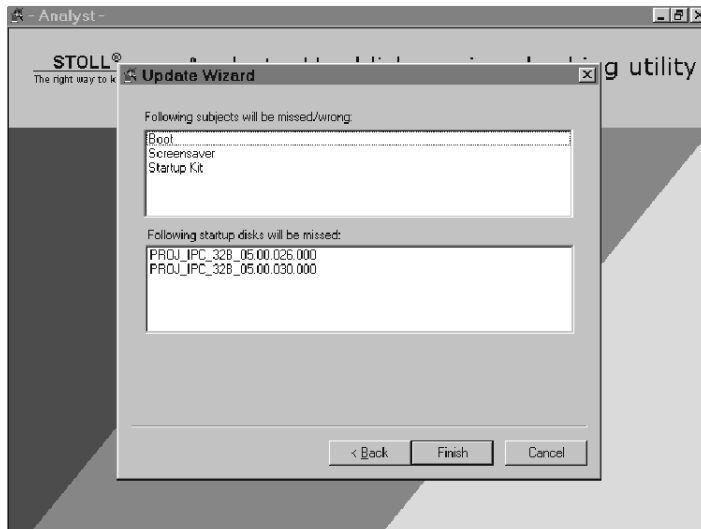 - Analyst -
STOLL®
The right way to k
g utility
Update Wizard
Following subjects will be missed/wrong:
Boot
Screensaver
Startup Kit
Following startup disks will be missed:
PROJ_IPC_32B_05.00.026.000
PROJ_IPC_32B_05.00.030.000
< Back
Finish
Cancel